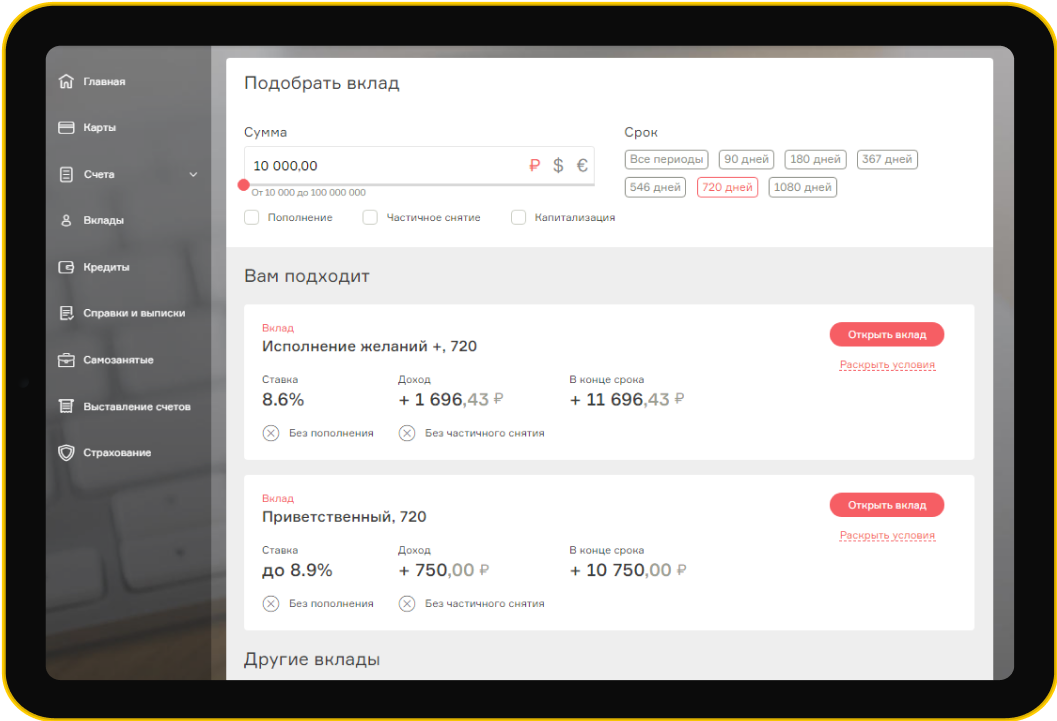 Главная
Карты
Счета
Вклады
Кредиты
Справки и выписки
Самозанятые
Выставление счетов
Страхование
Подобрать вклад
Сумма
10 000,00 ₽ $ €
От 10 000 до 100 000 000
Пополнение Частичное снятие Капитализация
Срок
Все периоды 90 дней 180 дней 367 дней
546 дней 720 дней 1080 дней
Вам подходит
Вклад
Исполнение желаний +, 720
Открыть вклад
Раскрыть условия
Ставка Доход В конце срока
8.6% + 1 696,43 ₽ + 11 696,43 ₽
Без пополнения Без частичного снятия
Вклад
Приветственный, 720
Открыть вклад
Раскрыть условия
Ставка Доход В конце срока
до 8.9% + 750,00 ₽ + 10 750,00 ₽
Без пополнения Без частичного снятия
Другие вклады